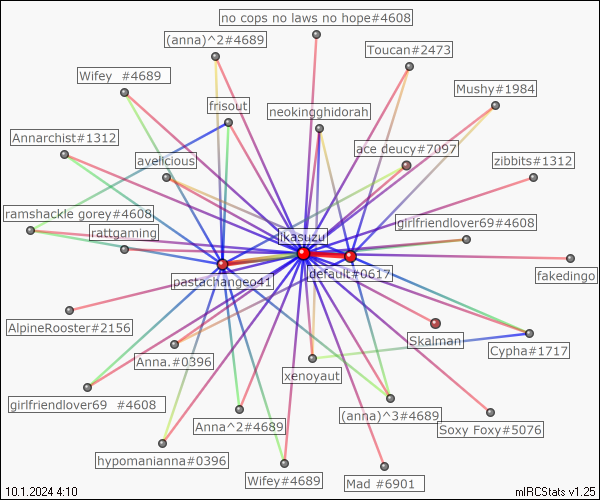 no cops no laws no hope#4608
(anna)^2#4689
Toucan#2473
Wifey  #4689
Mushy#1984
frisout
neokingghidorah
Annarchist#1312
ace deucy#7097
ayelicious
zibbits#1312
ramshackle gorey#4608
girlfriendlover69#4608
rattgaming
ikasuzu
default#0617
fakedingo
pastachangeo41
AlpineRooster#2156
Skalman
Cypha#1717
Anna.#0396
xenoyaut
girlfriendlover69  #4608
(anna)^3#4689
Anna^2#4689
Soxy Foxy#5076
hypomanianna#0396
Wifey#4689
Mad #6901
10.1.2024 4:10
mIRCStats v1.25